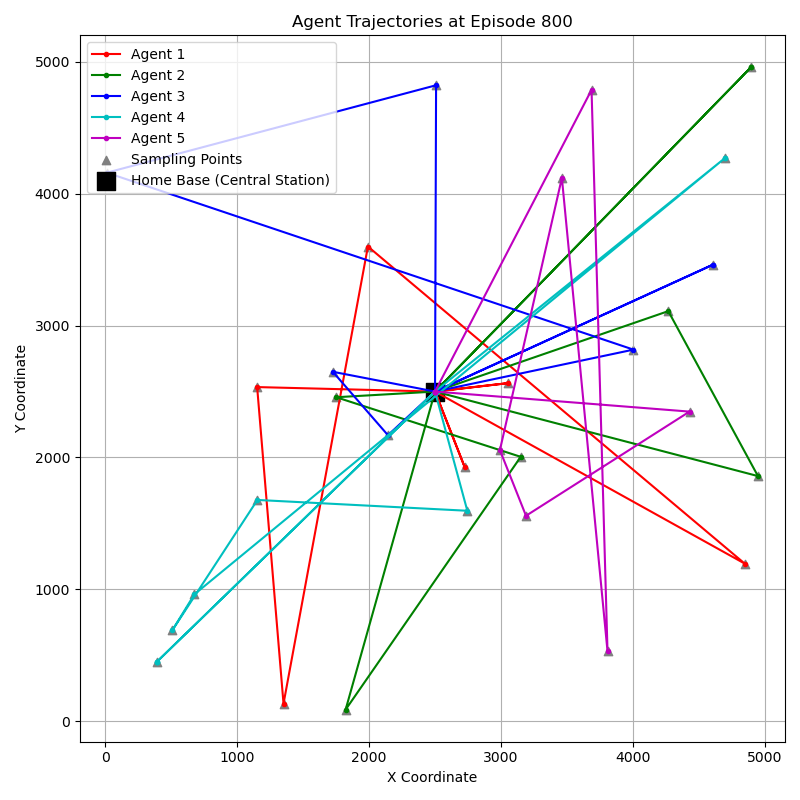 Agent Trajectories at Episode 800
Agent 1
Agent 2
Agent 3
Agent 4
Agent 5
Sampling Points
Home Base (Central Station)
Y Coordinate
5000
4000
3000
2000
1000
0
0 1000 2000 3000 4000 5000
X Coordinate